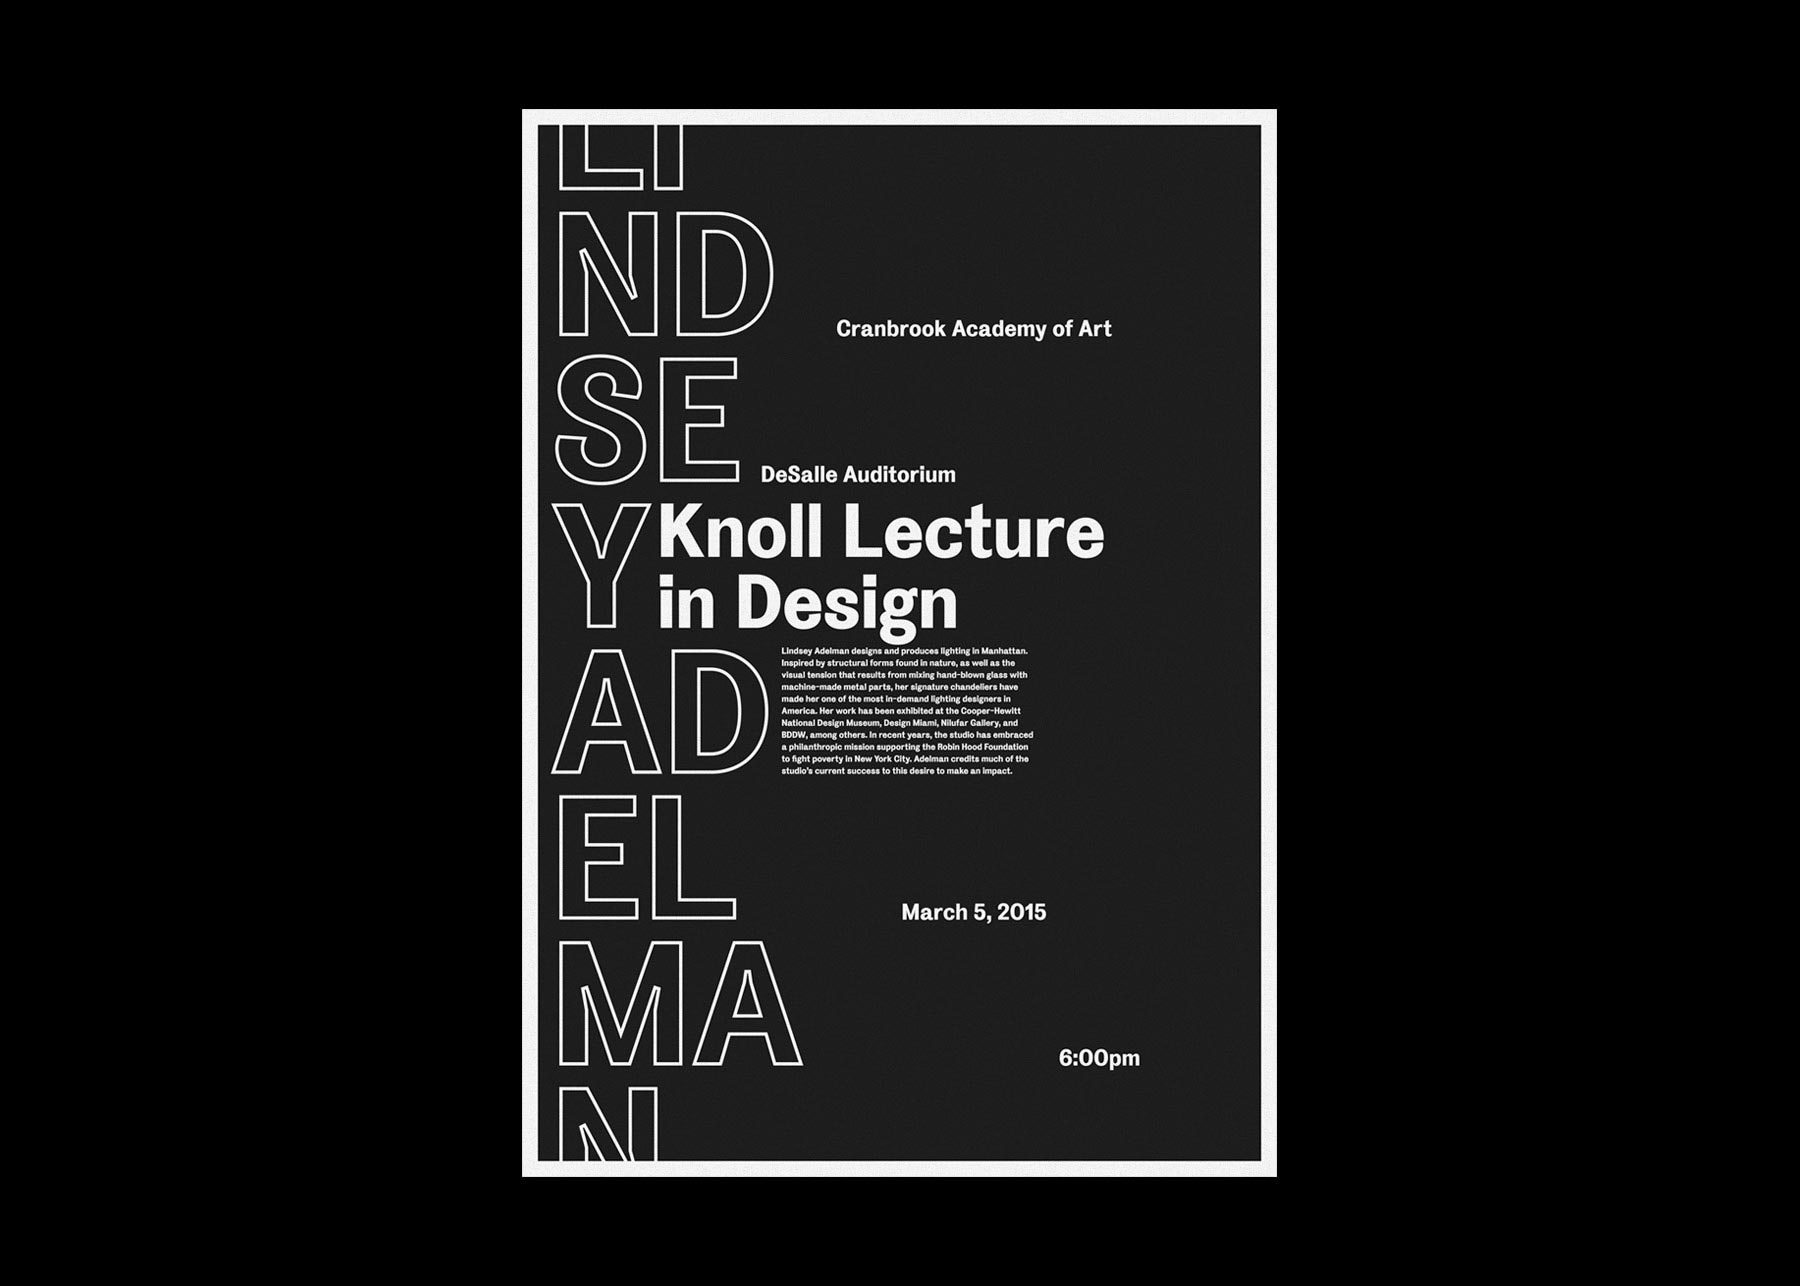 LI
ND
Cranbrook Academy of Art
SE
DeSalle Auditorium
Y
Knoll Lecture
in Design
AD
Lindsey Adelman designs and produces lighting in Manhattan.
Inspired by structural forms found in nature, as well as the
visual tension that results from mixing hand-blown glass with
machine-made metal parts, her signature chandeliers have
made her one of the most in-demand lighting designers in
America. Her work has been exhibited at the Cooper-Hewitt
National Design Museum, Design Miami, Nilufar Gallery, and
BDDW, among others. In recent years, the studio has embraced
a philanthropic mission supporting the Robin Hood Foundation
to fight poverty in New York City. Adelman credits much of the
studio's current success to this desire to make an impact.
EL
March 5, 2015
MA
6:00pm
N